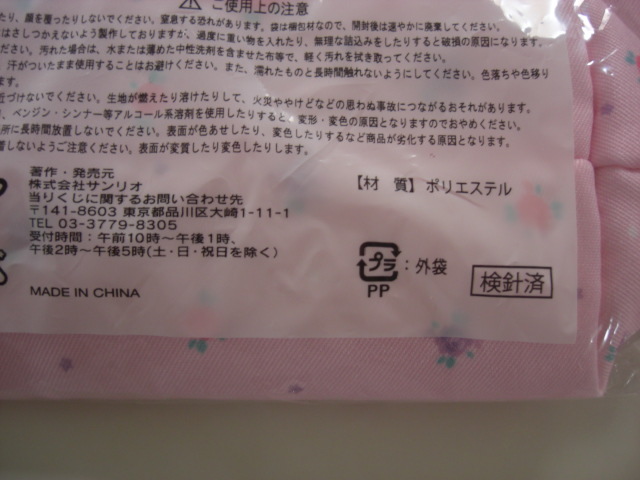 ご使用上の注意
たり、顔を覆ったりしないでください。窒息する恐れがあります。袋は梱包材なので、開封後は速やかに廃棄してください。
はさしつかえないよう製作しておりますが、過度に重い物を入れたり、無理な詰込みをしたりすると破損の原因になります。
ださい。汚れた場合は、水または薄めた中性洗剤を含ませた布等で、軽く汚れを拭き取ってください。
、汗がついたまま使用することはお避けください。また、濡れたものと長時間触れないようにしてください。色落ちや色移り
ます。
近づけないでください。生地が燃えたり溶けたりして、火災ややけどなどの思わぬ事故につながるおそれがあります。
、ベンジン・シンナー等アルコール系溶剤を使用したりすると、変形・変色の原因となりますのでおやめください。
所に長時間放置しないでください。表面が色あせしたり、変色したりするなど商品が劣化する原因となります。
着しないようご注意ください。表面が変質したり変色したりします。
著作・発売元
株式会社サンリオ
当りくじに関するお問い合わせ先
〒141-8603 東京都品川区大崎1-11-1
TEL 03-3779-8305
受付時間：午前10時〜午後1時、
午後2時〜午後5時(土・日・祝日を除く)
MADE IN CHINA
【材 質】ポリエステル
プラ：外袋
PP
検針済